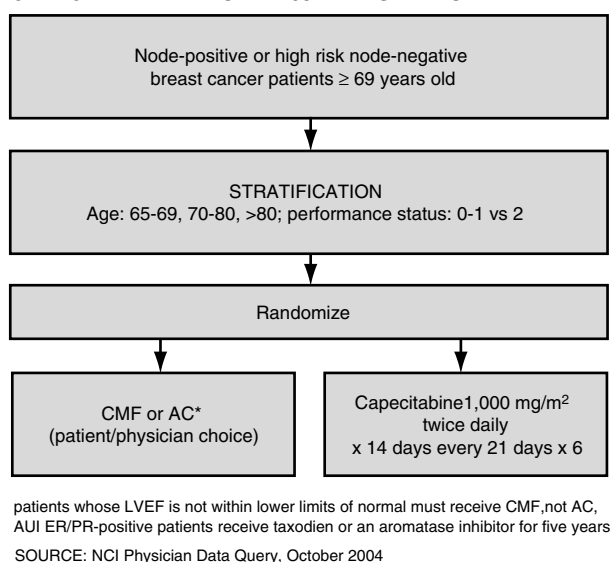 Node-positive or high risk node-negative
breast cancer patients ≥ 69 years old
STRATIFICATION
Age: 65-69, 70-80, >80; performance status: 0-1 vs 2
Randomize
CMF or AC*
(patient/physician choice)
Capecitabine1,000 mg/m²
twice daily
x 14 days every 21 days x 6
patients whose LVEF is not within lower limits of normal must receive CMF,not AC,
AUI ER/PR-positive patients receive taxodien or an aromatase inhibitor for five years
SOURCE: NCI Physician Data Query, October 2004